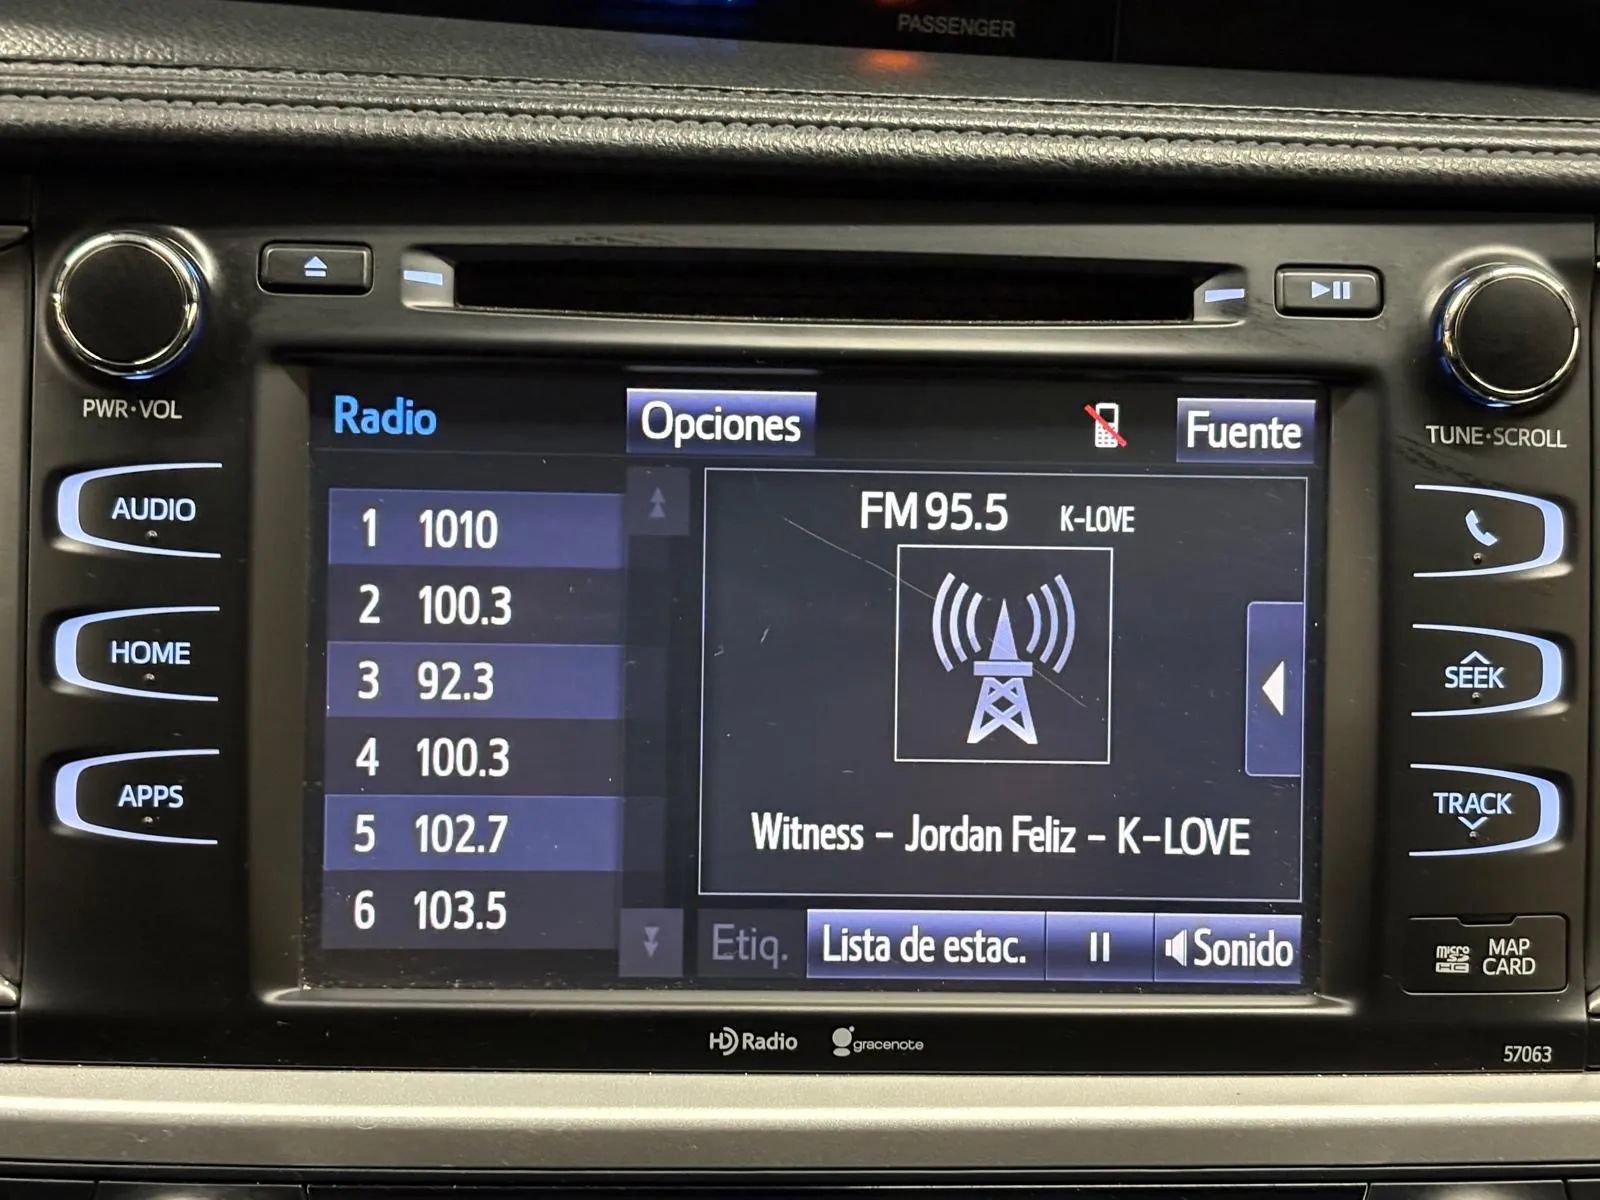 PASSENGER
PWR·VOL
TUNE·SCROLL
AUDIO
HOME
APPS
Radio
Opciones
Fuente
1 1010
2 100.3
3 92.3
4 100.3
5 102.7
6 103.5
FM 95.5 K-LOVE
Witness - Jordan Feliz - K-LOVE
Etiq. Lista de estac. Sonido
SEEK
TRACK
micro SD HC
MAP
CARD
HD Radio gracenote
57063